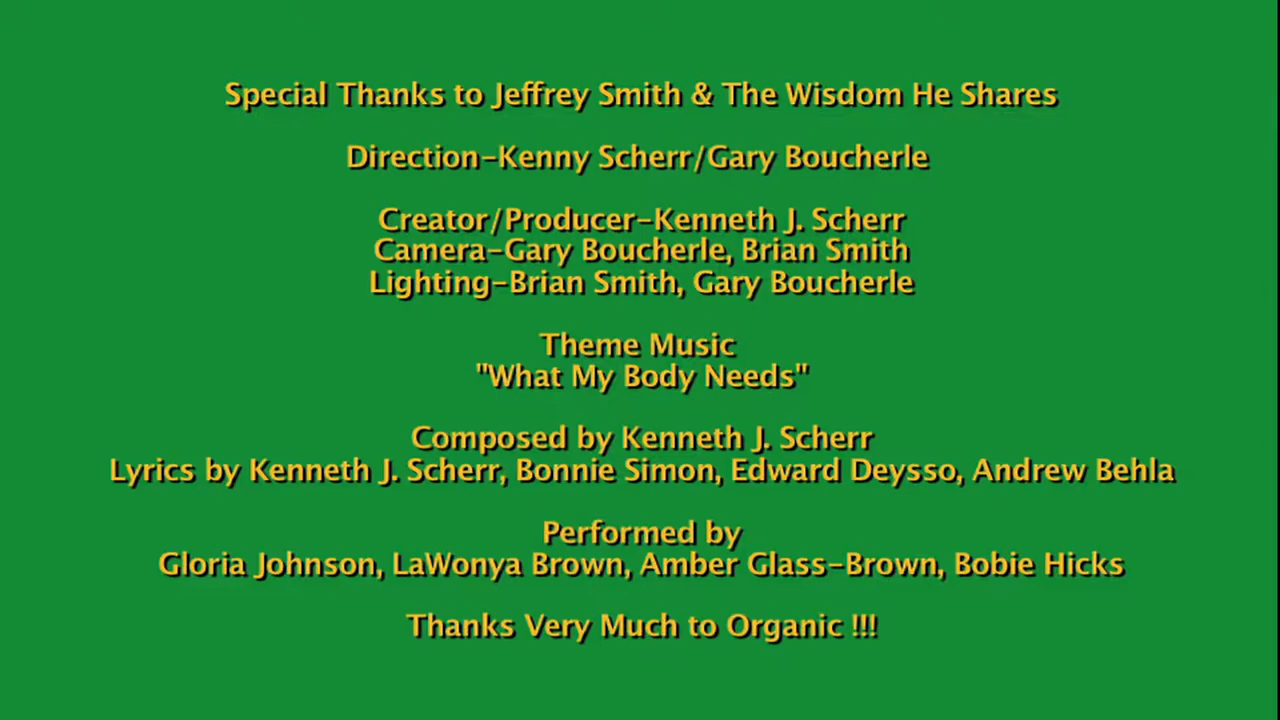 Special Thanks to Jeffrey Smith & The Wisdom He Shares
Direction-Kenny Scherr/Gary Boucherle
Creator/Producer-Kenneth J. Scherr
Camera-Gary Boucherle, Brian Smith
Lighting-Brian Smith, Gary Boucherle
Theme Music
"What My Body Needs"
Composed by Kenneth J. Scherr
Lyrics by Kenneth J. Scherr, Bonnie Simon, Edward Deysso, Andrew Behla
Performed by
Gloria Johnson, LaWonya Brown, Amber Glass-Brown, Bobie Hicks
Thanks Very Much to Organic !!!